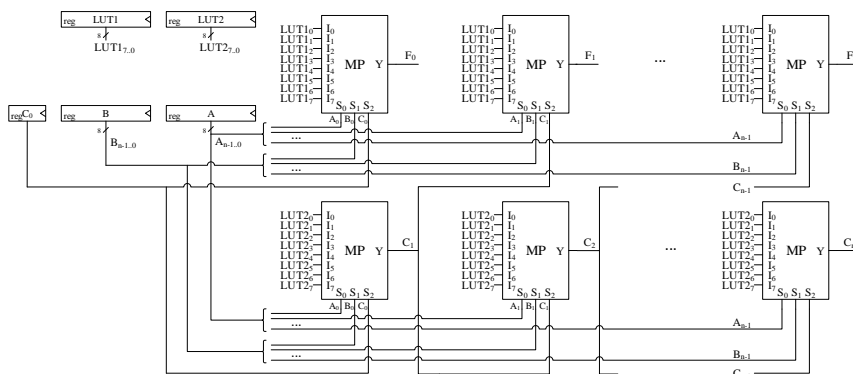 reg LUT1
8
LUT1₇..₀
reg LUT2
8
LUT2₇..₀
reg C₀
reg B
8
Bₙ₋₁..₀
reg A
8
Aₙ₋₁..₀
LUT1₀ I₀
LUT1₁ I₁
LUT1₂ I₂
LUT1₃ I₃
LUT1₄ I₄
LUT1₅ I₅
LUT1₆ I₆
LUT1₇ I₇
MP Y F₀
S₀ S₁ S₂
A₀ B₀ C₀
LUT1₀ I₀
LUT1₁ I₁
LUT1₂ I₂
LUT1₃ I₃
LUT1₄ I₄
LUT1₅ I₅
LUT1₆ I₆
LUT1₇ I₇
MP Y F₁
S₀ S₁ S₂
A₁ B₁ C₁
...
LUT1₀ I₀
LUT1₁ I₁
LUT1₂ I₂
LUT1₃ I₃
LUT1₄ I₄
LUT1₅ I₅
LUT1₆ I₆
LUT1₇ I₇
MP Y F
S₀ S₁ S₂
...
...
Aₙ₋₁
Bₙ₋₁
Cₙ₋₁
LUT2₀ I₀
LUT2₁ I₁
LUT2₂ I₂
LUT2₃ I₃
LUT2₄ I₄
LUT2₅ I₅
LUT2₆ I₆
LUT2₇ I₇
MP Y C₁
S₀ S₁ S₂
A₀ B₀ C₀
LUT2₀ I₀
LUT2₁ I₁
LUT2₂ I₂
LUT2₃ I₃
LUT2₄ I₄
LUT2₅ I₅
LUT2₆ I₆
LUT2₇ I₇
MP Y C₂
S₀ S₁ S₂
A₁ B₁ C₁
...
LUT2₀ I₀
LUT2₁ I₁
LUT2₂ I₂
LUT2₃ I₃
LUT2₄ I₄
LUT2₅ I₅
LUT2₆ I₆
LUT2₇ I₇
MP Y C
S₀ S₁ S₂
...
...
Aₙ₋₁
Bₙ₋₁
C